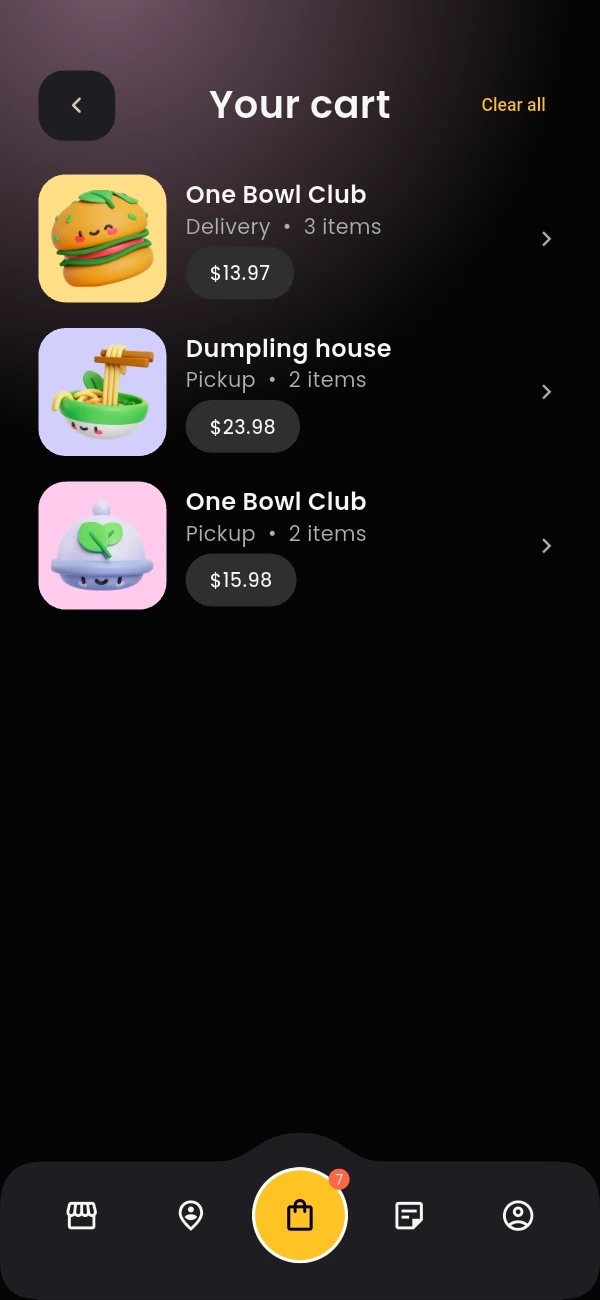 Your cart
Clear all
One Bowl Club
Delivery • 3 items
$13.97
Dumpling house
Pickup • 2 items
$23.98
One Bowl Club
Pickup • 2 items
$15.98
7